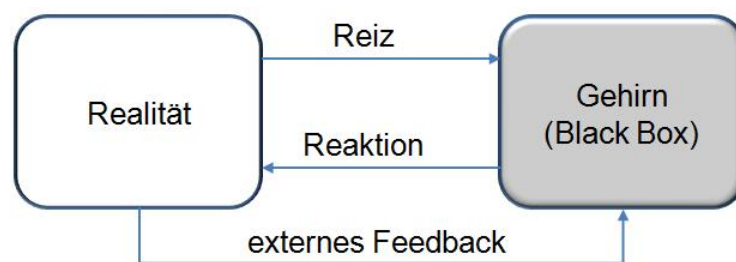 Reiz
Realität
Gehirn
(Black Box)
Reaktion
externes Feedback